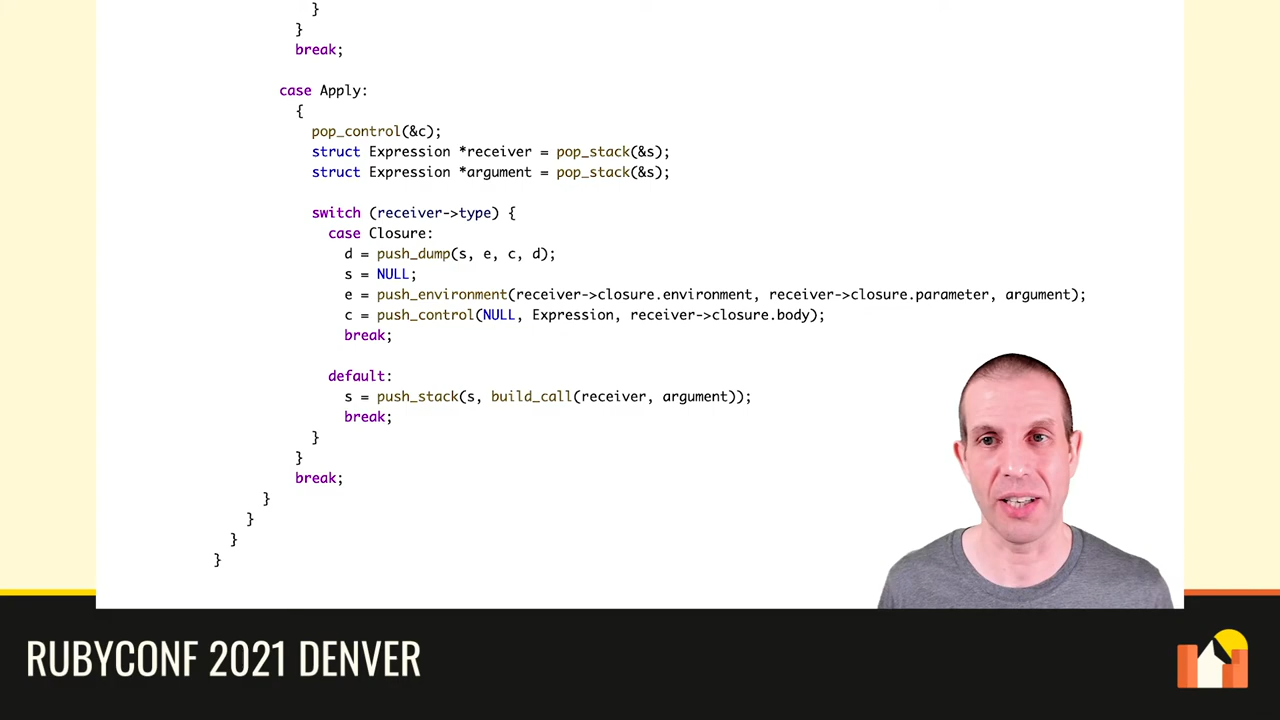 }
}
break;
case Apply:
{
pop_control(&c);
struct Expression *receiver = pop_stack(&s);
struct Expression *argument = pop_stack(&s);
switch (receiver->type) {
case Closure:
d = push_dump(s, e, c, d);
s = NULL;
e = push_environment(receiver->closure.environment, receiver->closure.parameter, argument);
c = push_control(NULL, Expression, receiver->closure.body);
break;
default:
s = push_stack(s, build_call(receiver, argument));
break;
}
}
break;
}
}
}
}
RUBYCONF 2021 DENVER